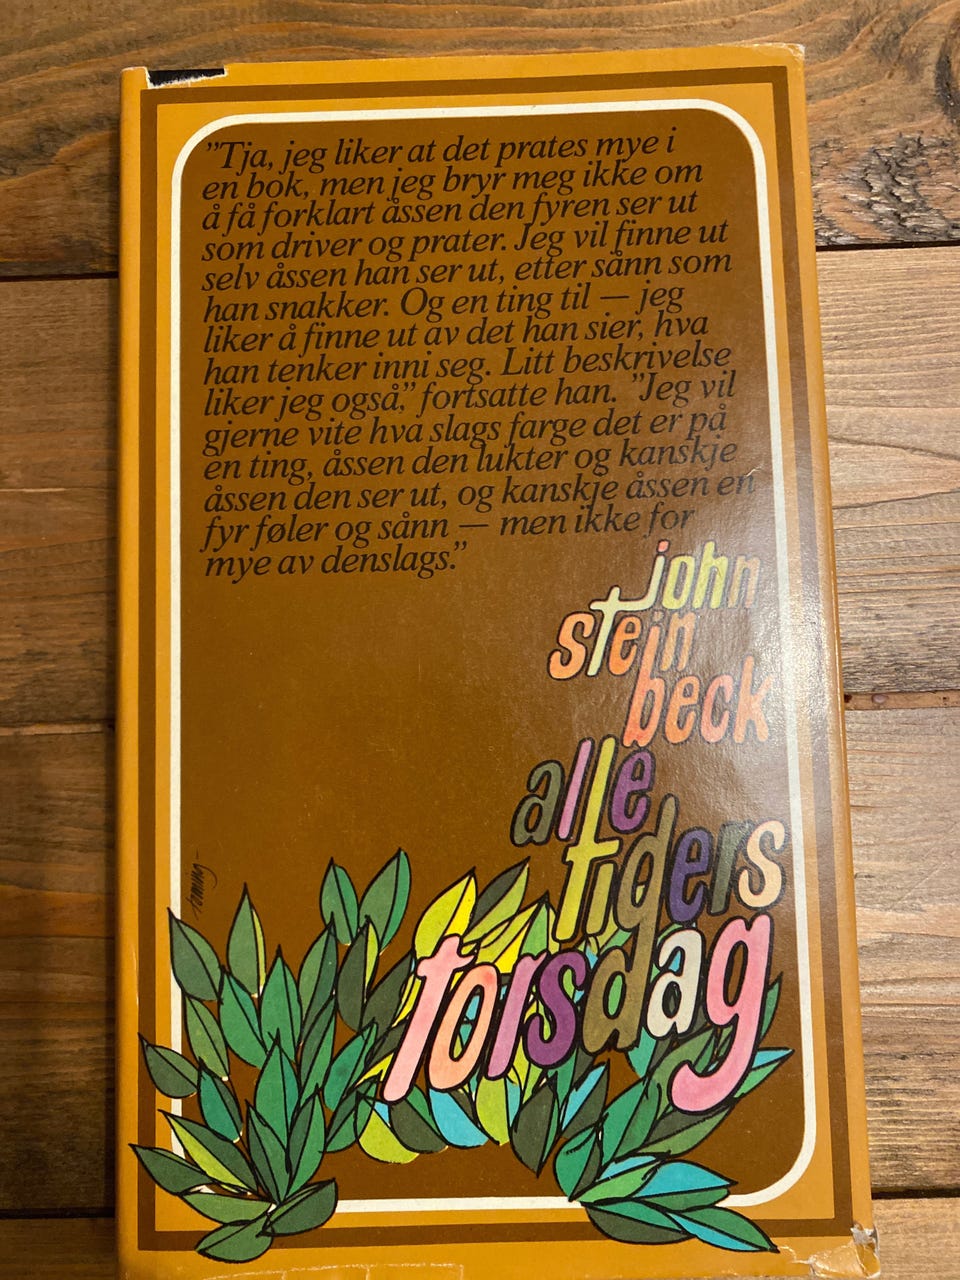 ”Tja, jeg liker at det prates mye i
en bok, men jeg bryr meg ikke om
å få forklart åssen den fyren ser ut
som driver og prater. Jeg vil finne ut
selv åssen han ser ut, etter sånn som
han snakker. Og en ting til — jeg
liker å finne ut av det han sier, hva
han tenker inni seg. Litt beskrivelse
liker jeg også,” fortsatte han. ”Jeg vil
gjerne vite hva slags farge det er på
en ting, åssen den lukter og kanskje
åssen den ser ut, og kanskje åssen en
fyr føler og sånn — men ikke for
mye av denslags.”
john
stein
beck
alle
tiders
torsdag